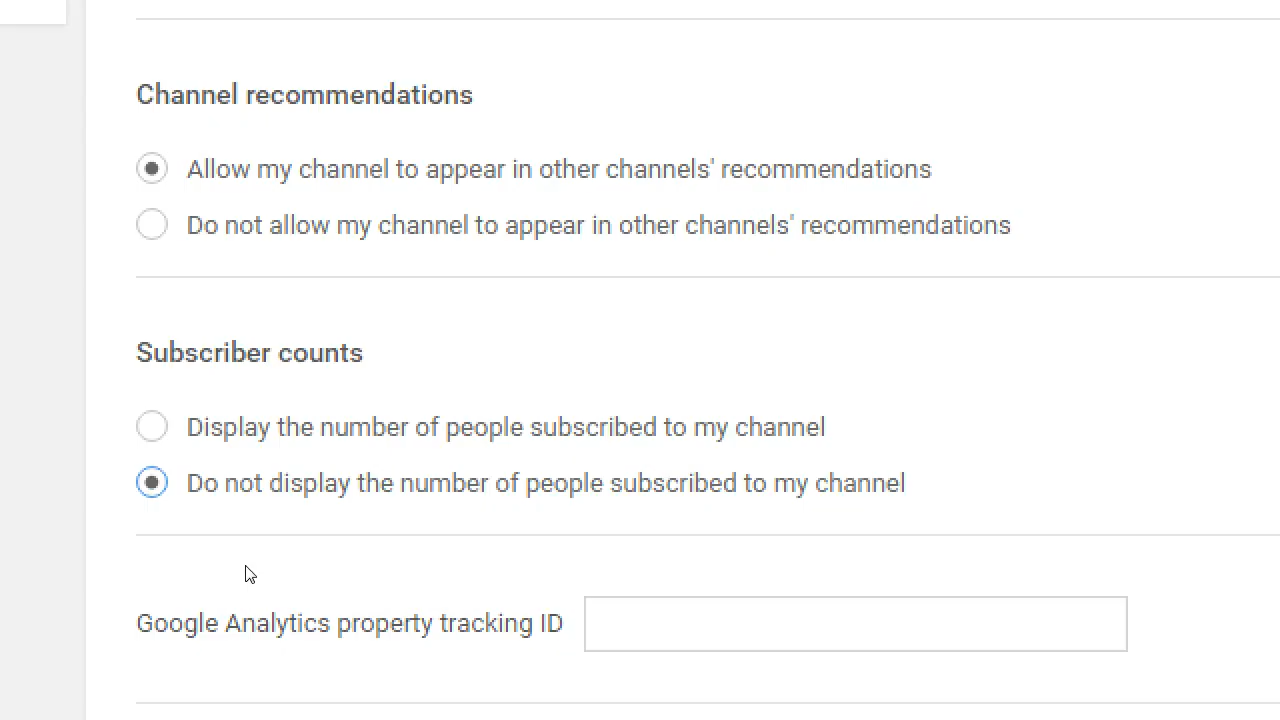 Channel recommendations
Allow my channel to appear in other channels' recommendations
Do not allow my channel to appear in other channels' recommendations
Subscriber counts
Display the number of people subscribed to my channel
Do not display the number of people subscribed to my channel
Google Analytics property tracking ID